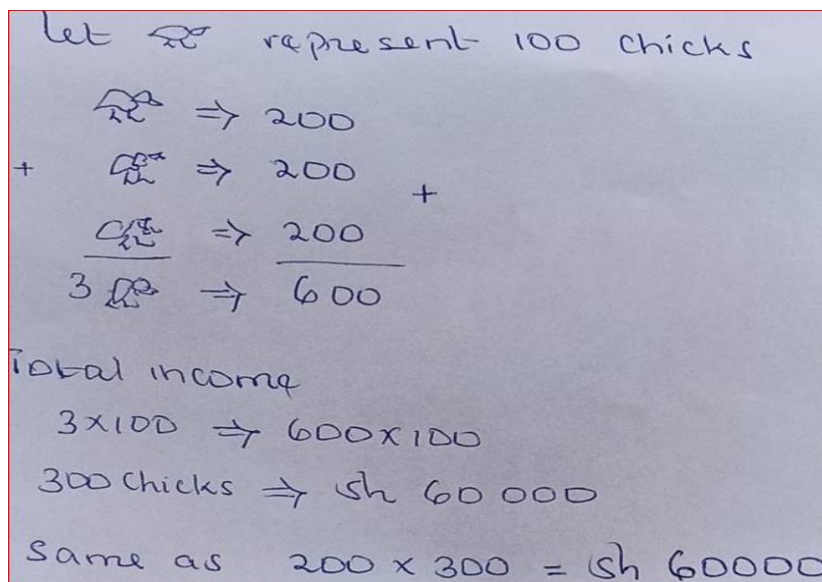 Let represent 100 chicks
⇒ 200
+ ⇒ 200 +
⇒ 200
3 ⇒ 600
Total income
3×100 ⇒ 600×100
300 chicks ⇒ sh 60 000
same as 200 × 300 = sh 60000